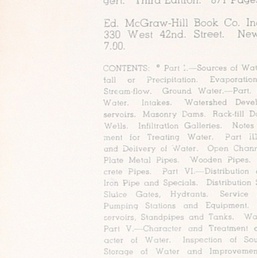 gert. Third Edition. 871 Page
Ed. McGraw-Hill Book Co. In
330 West 42nd. Street. New
7.00.
CONTENTS: * Part I.—Sources of Wat
fall or Precipitation. Evaporation
Stream-flow. Ground Water.—Part.
Water. Intakes. Watershed Devel
servoirs. Masonry Dams. Rock-fill D
Wells. Infiltration Galleries. Notes
ment for Treating Water. Part III
and Delivery of Water. Open Chann
Plate Metal Pipes. Wooden Pipes.
crete Pipes. Part VI.—Distribution
Iron Pipe and Specials. Distribution
Sluice Gates, Hydrants. Service
Pumping Stations and Equipment.
servoirs, Standpipes and Tanks. Wa
Part V.—Character and Treatment o
acter of Water. Inspection of Sou
Storage of Water and Improvemen